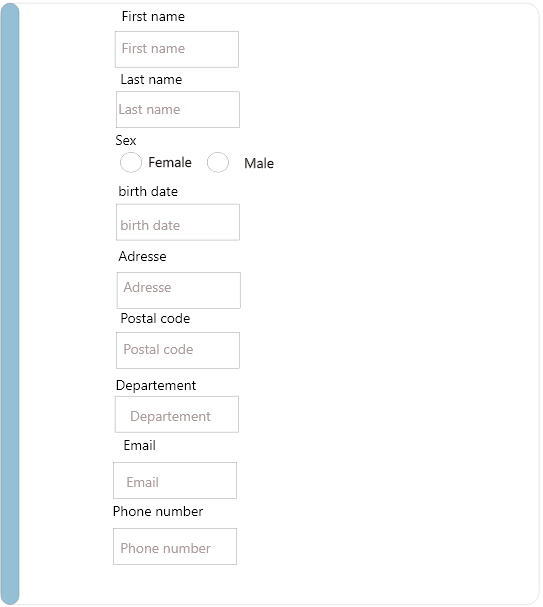 First name
First name
Last name
Last name
Sex
Female Male
birth date
birth date
Adresse
Adresse
Postal code
Postal code
Departement
Departement
Email
Email
Phone number
Phone number